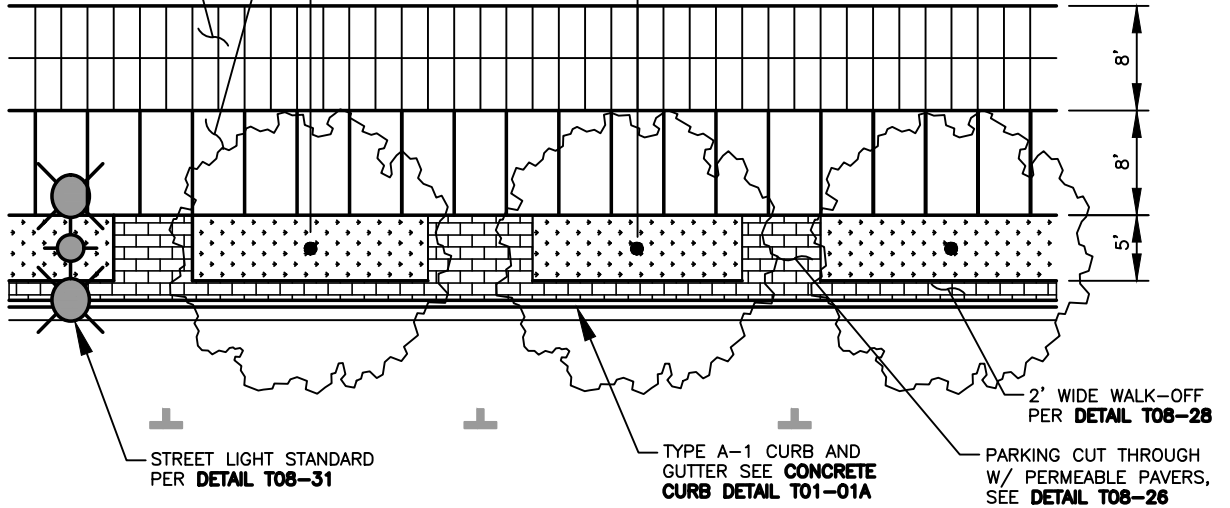 8'
8'
5'
2' WIDE WALK-OFF
PER DETAIL T08-28
STREET LIGHT STANDARD
PER DETAIL T08-31
TYPE A-1 CURB AND
GUTTER SEE CONCRETE
CURB DETAIL T01-01A
PARKING CUT THROUGH
W/ PERMEABLE PAVERS,
SEE DETAIL T08-26